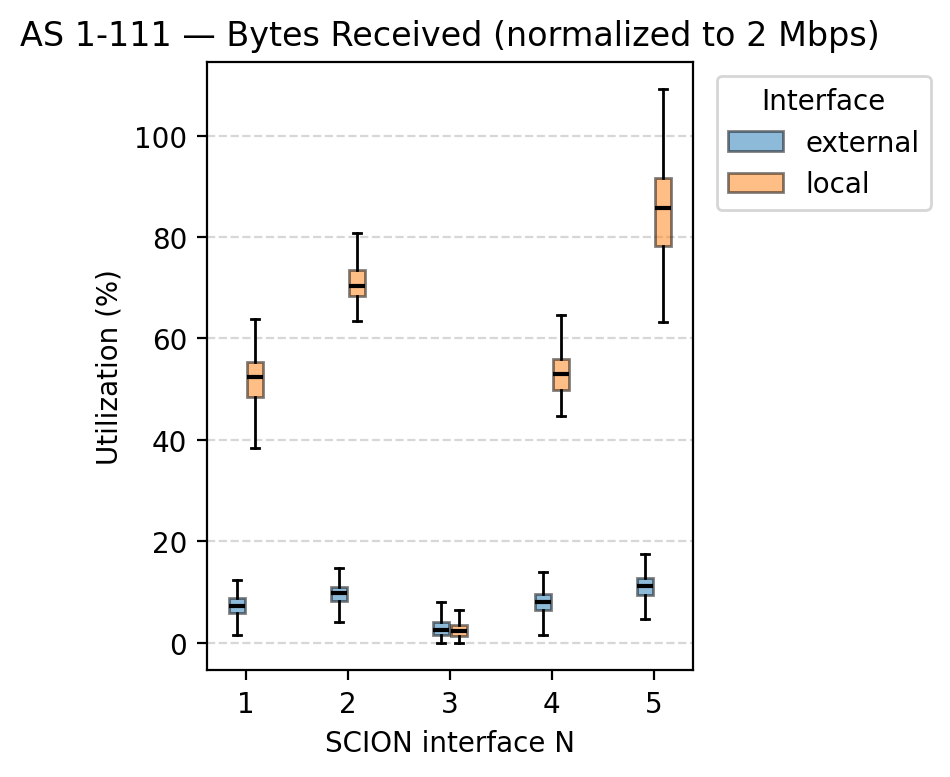 AS 1-111 — Bytes Received (normalized to 2 Mbps)
Interface
external
local
Utilization (%)
100
80
60
40
20
0
1 2 3 4 5
SCION interface N